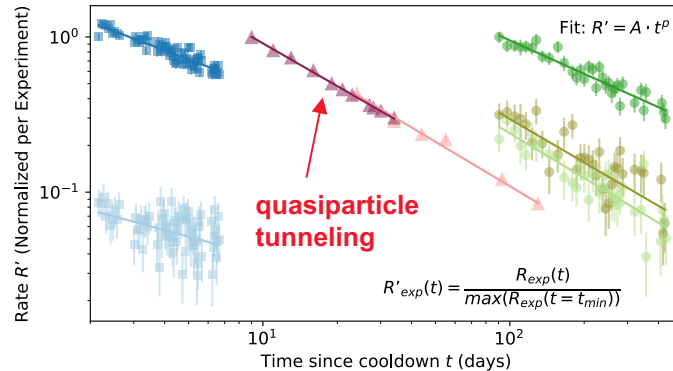 Fit: R' = A · t^p
10^0
10^-1
Rate R' (Normalized per Experiment)
quasiparticle
tunneling
R'_exp(t) = R_exp(t) / max(R_exp(t = t_min))
10^1
10^2
Time since cooldown t (days)